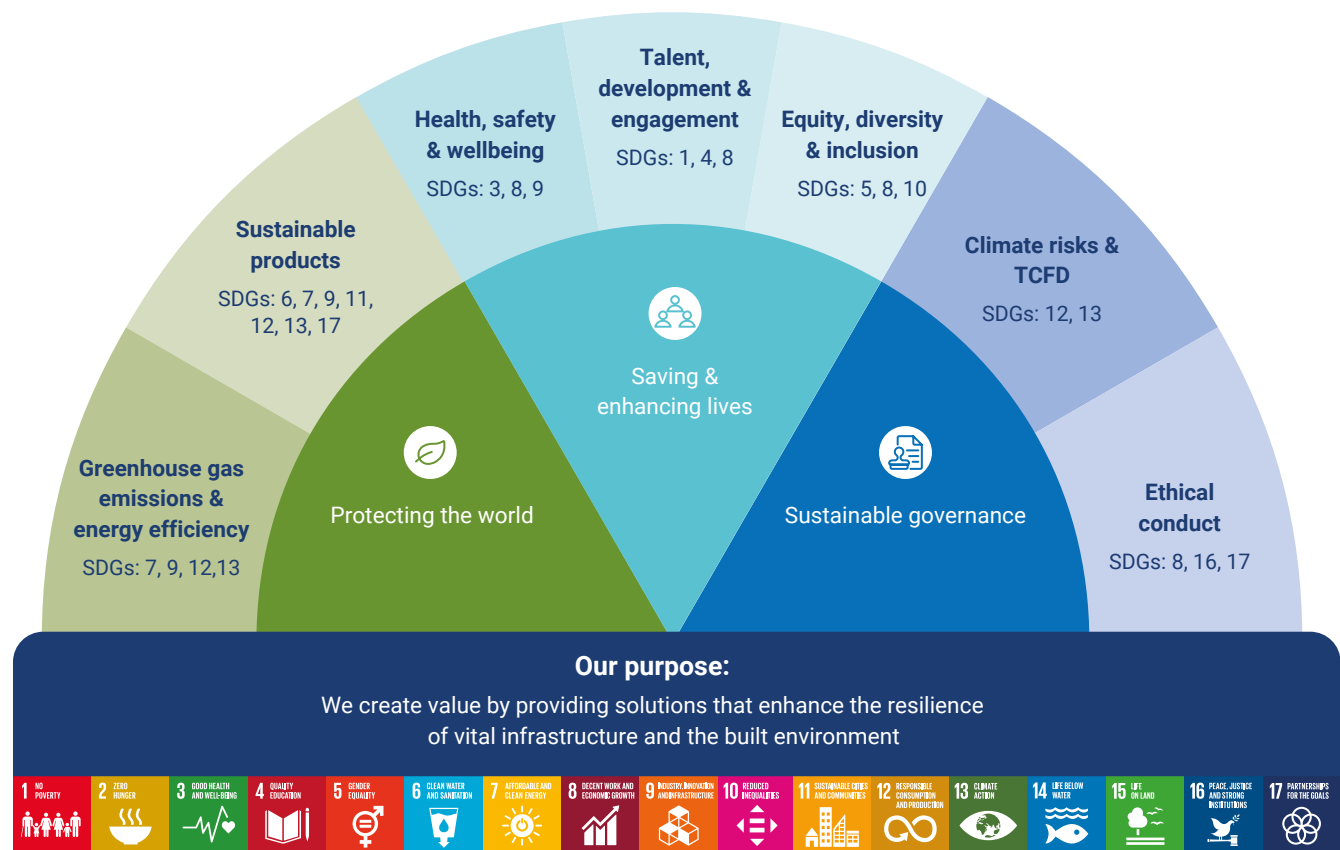 Talent,
development &
engagement
SDGs: 1, 4, 8
Health, safety
& wellbeing
SDGs: 3, 8, 9
Equity, diversity
& inclusion
SDGs: 5, 8, 10
Sustainable
products
SDGs: 6, 7, 9, 11,
12, 13, 17
Climate risks &
TCFD
SDGs: 12, 13
Greenhouse gas
emissions &
energy efficiency
SDGs: 7, 9, 12,13
Ethical
conduct
SDGs: 8, 16, 17
Saving &
enhancing lives
Protecting the world
Sustainable governance
Our purpose:
We create value by providing solutions that enhance the resilience
of vital infrastructure and the built environment
1 NO
POVERTY
2 ZERO
HUNGER
3 GOOD HEALTH
AND WELL-BEING
4 QUALITY
EDUCATION
5 GENDER
EQUALITY
6 CLEAN WATER
AND SANITATION
7 AFFORDABLE AND
CLEAN ENERGY
8 DECENT WORK AND
ECONOMIC GROWTH
9 INDUSTRY, INNOVATION
AND INFRASTRUCTURE
10 REDUCED
INEQUALITIES
11 SUSTAINABLE CITIES
AND COMMUNITIES
12 RESPONSIBLE
CONSUMPTION
AND PRODUCTION
13 CLIMATE
ACTION
14 LIFE BELOW
WATER
15 LIFE
ON LAND
16 PEACE, JUSTICE
AND STRONG
INSTITUTIONS
17 PARTNERSHIPS
FOR THE GOALS